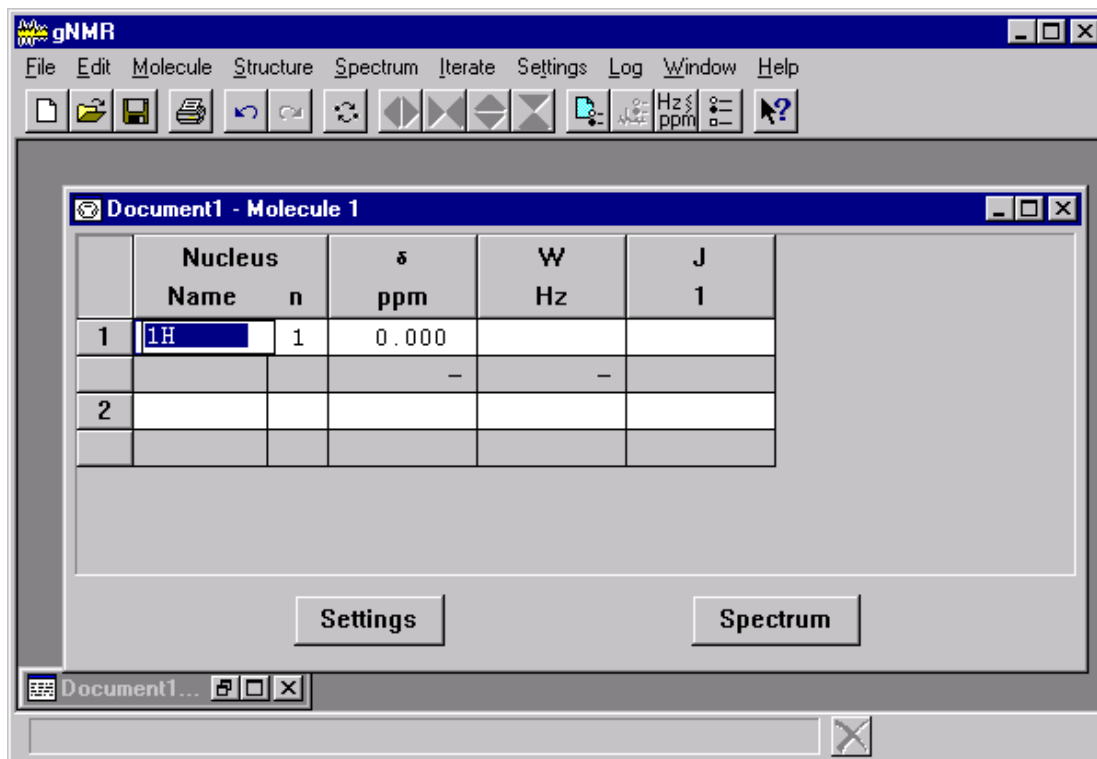 gNMR
File Edit Molecule Structure Spectrum Iterate Settings Log Window Help
Hz
ppm
?
Document1 - Molecule 1
Nucleus δ W J
Name n ppm Hz 1
1 1H 1 0.000
– –
2
Settings Spectrum
Document1...